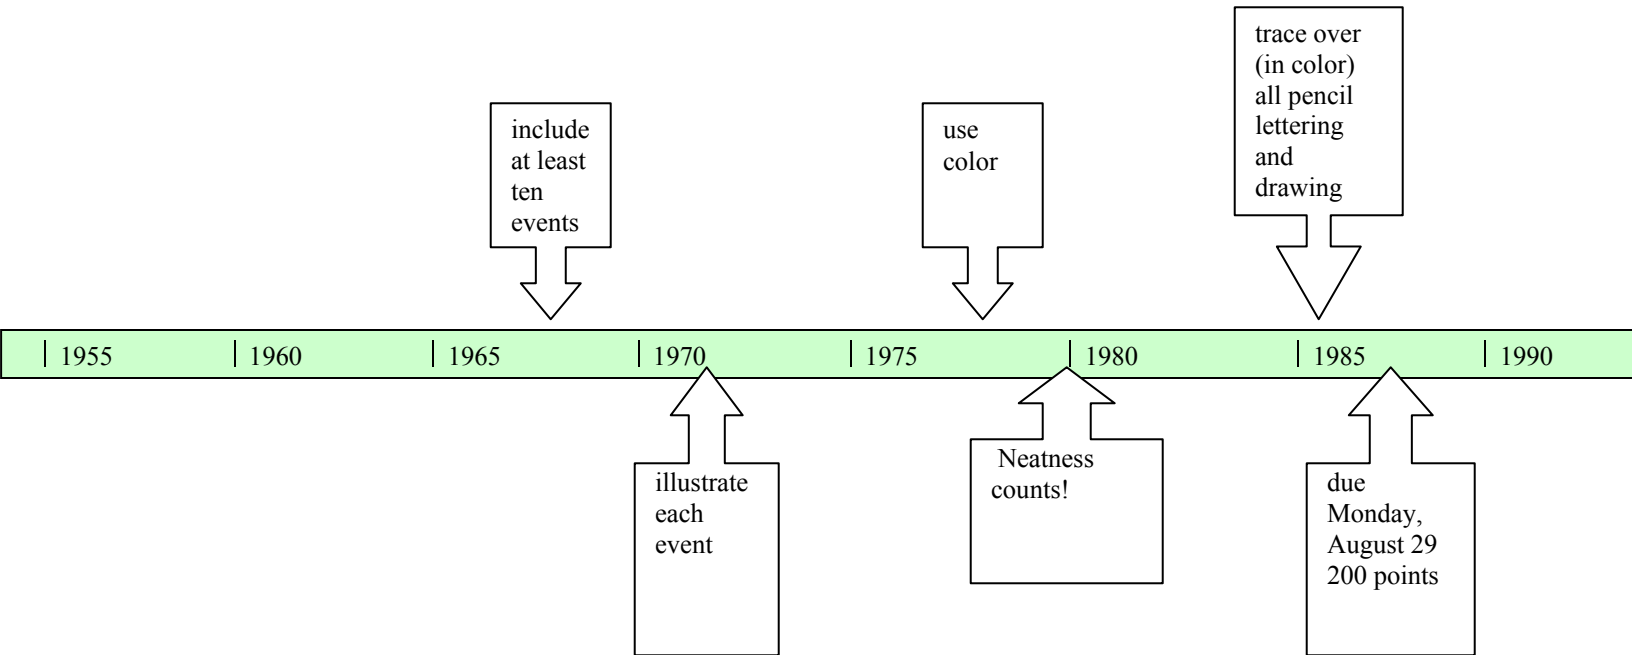 trace over
(in color)
all pencil
lettering
and
drawing
include
at least
ten
events
use
color
1955 1960 1965 1970 1975 1980 1985 1990
illustrate
each
event
Neatness
counts!
due
Monday,
August 29
200 points